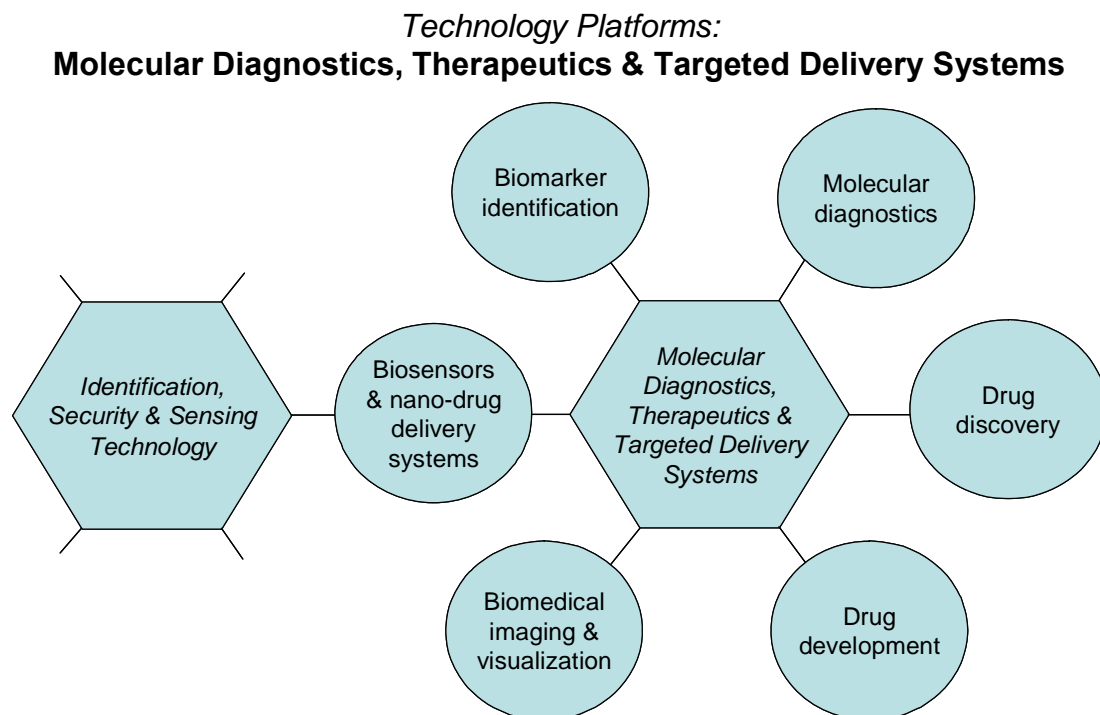 Technology Platforms:
Molecular Diagnostics, Therapeutics & Targeted Delivery Systems
Biomarker
identification
Molecular
diagnostics
Identification,
Security & Sensing
Technology
Biosensors
& nano-drug
delivery
systems
Molecular
Diagnostics,
Therapeutics &
Targeted Delivery
Systems
Drug
discovery
Biomedical
imaging &
visualization
Drug
development